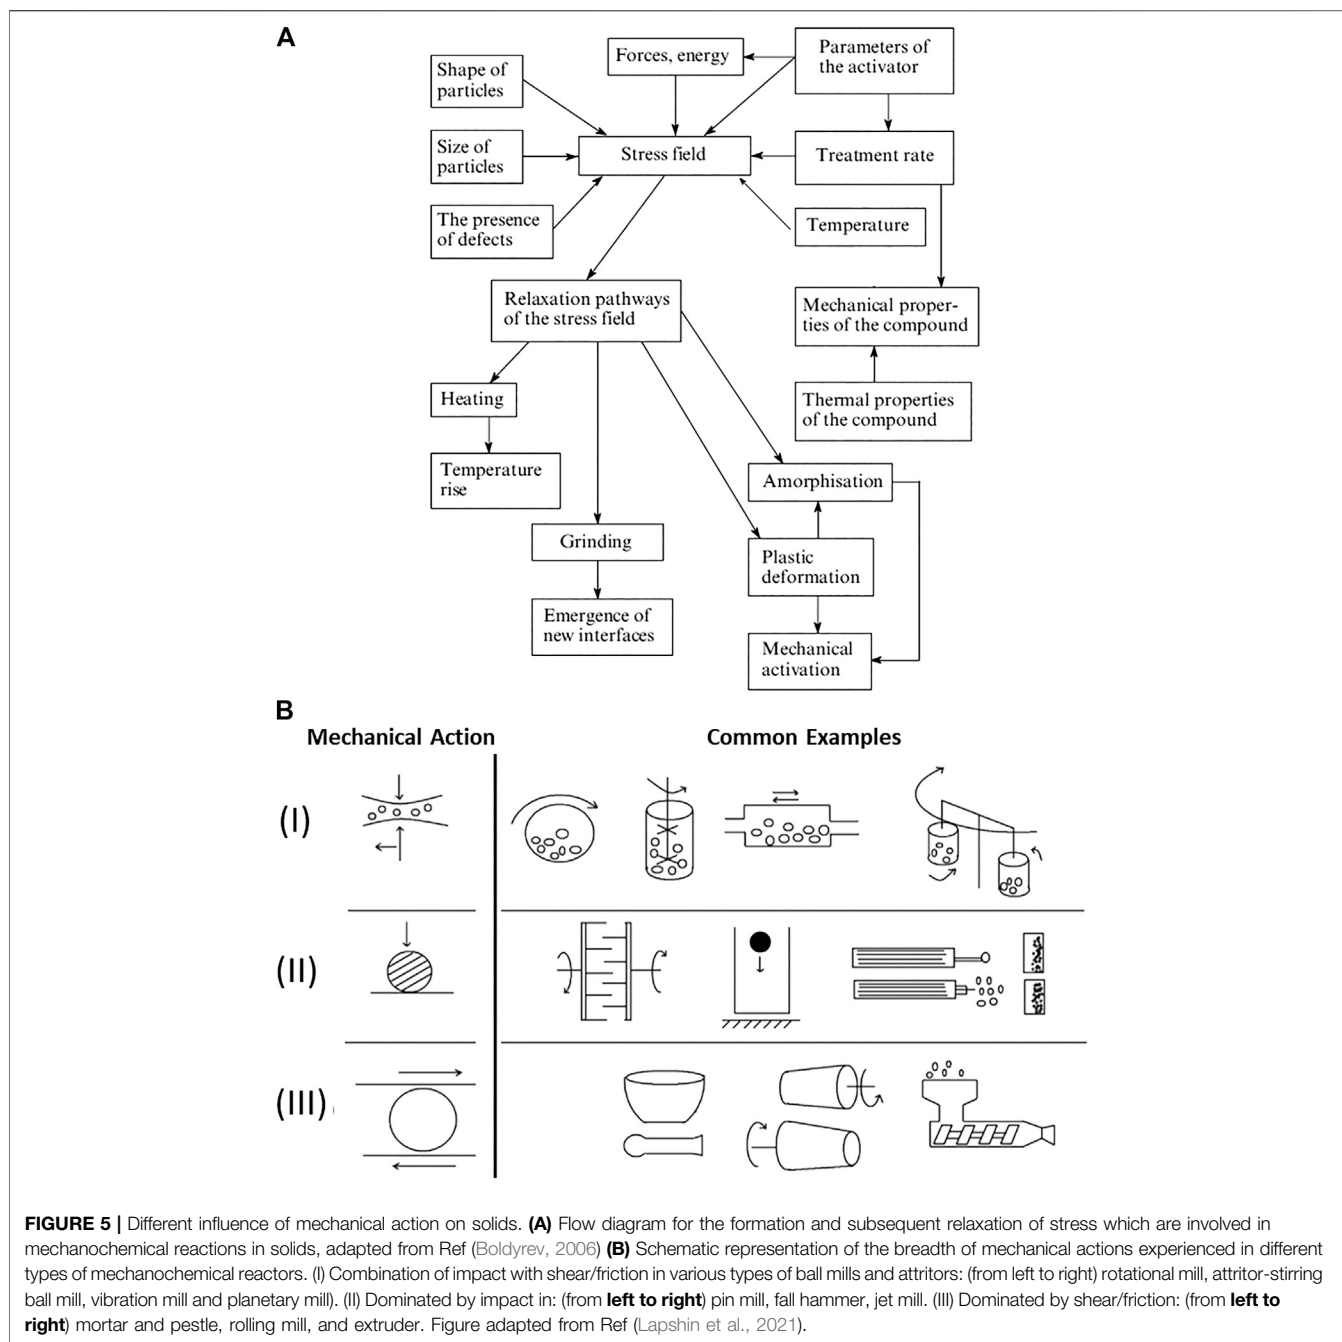 A
Shape of
particles
Forces, energy
Parameters of
the activator
Size of
particles
Stress field
Treatment rate
The presence
of defects
Temperature
Relaxation pathways
of the stress field
Mechanical proper-
ties of the compound
Heating
Thermal properties
of the compound
Temperature
rise
Amorphisation
Grinding
Plastic
deformation
Emergence of
new interfaces
Mechanical
activation
B
Mechanical Action
Common Examples
(I)
(II)
(III)
FIGURE 5 | Different influence of mechanical action on solids. (A) Flow diagram for the formation and subsequent relaxation of stress which are involved in
mechanochemical reactions in solids, adapted from Ref (Boldyrev, 2006) (B) Schematic representation of the breadth of mechanical actions experienced in different
types of mechanochemical reactors. (I) Combination of impact with shear/friction in various types of ball mills and attritors: (from left to right) rotational mill, attritor-stirring
ball mill, vibration mill and planetary mill). (II) Dominated by impact in: (from left to right) pin mill, fall hammer, jet mill. (III) Dominated by shear/friction: (from left to
right) mortar and pestle, rolling mill, and extruder. Figure adapted from Ref (Lapshin et al., 2021).